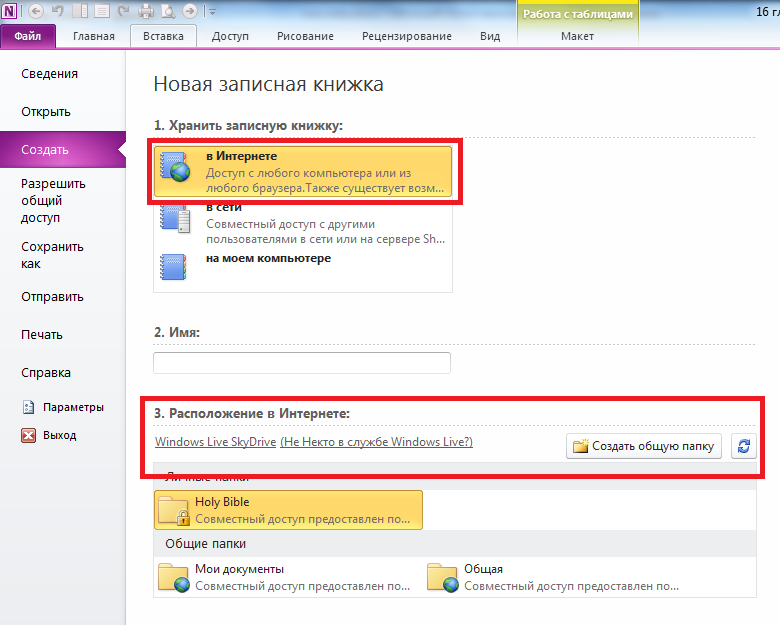 Работа с таблицами
16 гл
Файл Главная Вставка Доступ Рисование Рецензирование Вид Макет
Сведения
Открыть
Создать
Разрешить
общий
доступ
Сохранить
как
Отправить
Печать
Справка
Параметры
Выход
Новая записная книжка
1. Хранить записную книжку:
в Интернете
Доступ с любого компьютера или из
любого браузера.Также существует возм...
в сети
Совместный доступ с другими
пользователями в сети или на сервере Sh...
на моем компьютере
2. Имя:
3. Расположение в Интернете:
Windows Live SkyDrive (Не Некто в службе Windows Live?)
Создать общую папку
Личные папки
Holy Bible
Совместный доступ предоставлен по...
Общие папки
Мои документы
Совместный доступ предоставлен по...
Общая
Совместный доступ предоставлен по...